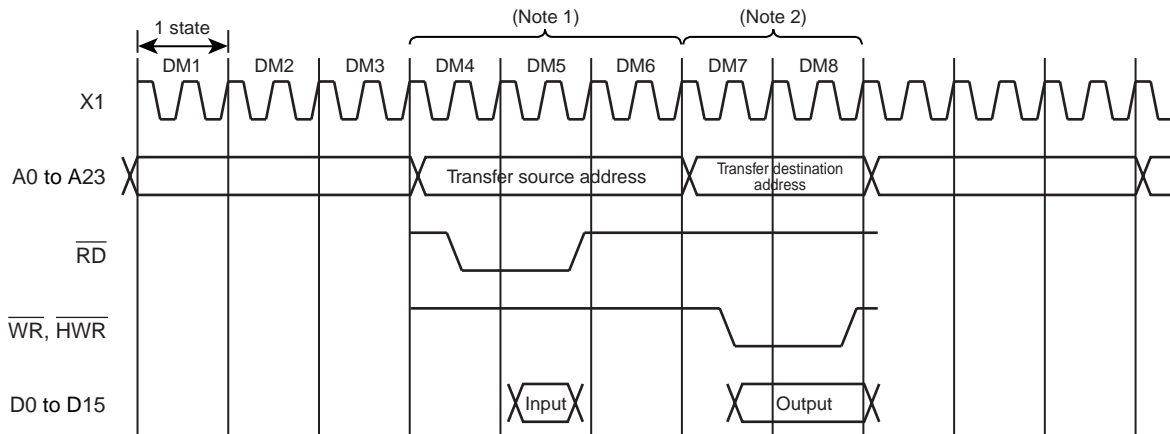 1 state
(Note 1)
(Note 2)
DM1
DM2
DM3
DM4
DM5
DM6
DM7
DM8
X1
A0 to A23
Transfer source address
Transfer destination
address
RD
WR, HWR
D0 to D15
Input
Output